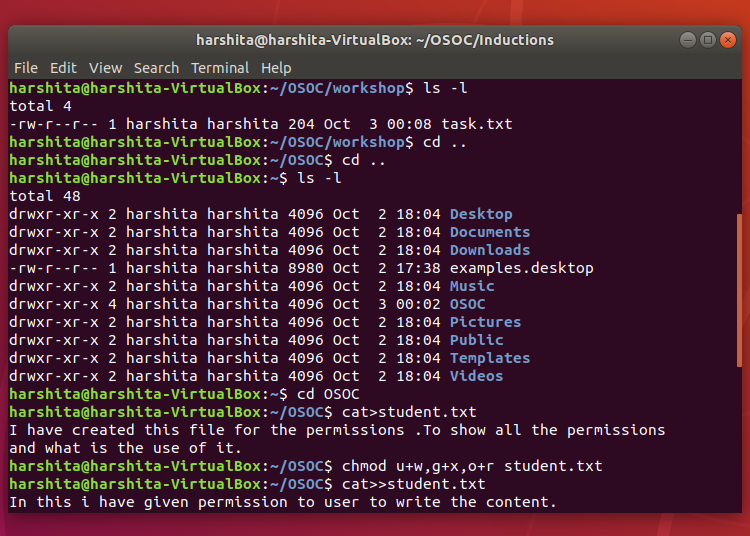 harshita@harshita-VirtualBox: ~/OSOC/Inductions
File Edit View Search Terminal Help
harshita@harshita-VirtualBox:~/OSOC/workshop$ ls -l
total 4
-rw-r--r-- 1 harshita harshita 204 Oct  3 00:08 task.txt
harshita@harshita-VirtualBox:~/OSOC/workshop$ cd ..
harshita@harshita-VirtualBox:~/OSOC$ cd ..
harshita@harshita-VirtualBox:~$ ls -l
total 48
drwxr-xr-x 2 harshita harshita 4096 Oct  2 18:04 Desktop
drwxr-xr-x 2 harshita harshita 4096 Oct  2 18:04 Documents
drwxr-xr-x 2 harshita harshita 4096 Oct  2 18:04 Downloads
-rw-r--r-- 1 harshita harshita 8980 Oct  2 17:38 examples.desktop
drwxr-xr-x 2 harshita harshita 4096 Oct  2 18:04 Music
drwxr-xr-x 4 harshita harshita 4096 Oct  3 00:02 OSOC
drwxr-xr-x 2 harshita harshita 4096 Oct  2 18:04 Pictures
drwxr-xr-x 2 harshita harshita 4096 Oct  2 18:04 Public
drwxr-xr-x 2 harshita harshita 4096 Oct  2 18:04 Templates
drwxr-xr-x 2 harshita harshita 4096 Oct  2 18:04 Videos
harshita@harshita-VirtualBox:~$ cd OSOC
harshita@harshita-VirtualBox:~/OSOC$ cat>student.txt
I have created this file for the permissions .To show all the permissions
and what is the use of it.
harshita@harshita-VirtualBox:~/OSOC$ chmod u+w,g+x,o+r student.txt
harshita@harshita-VirtualBox:~/OSOC$ cat>>student.txt
In this i have given permission to user to write the content.